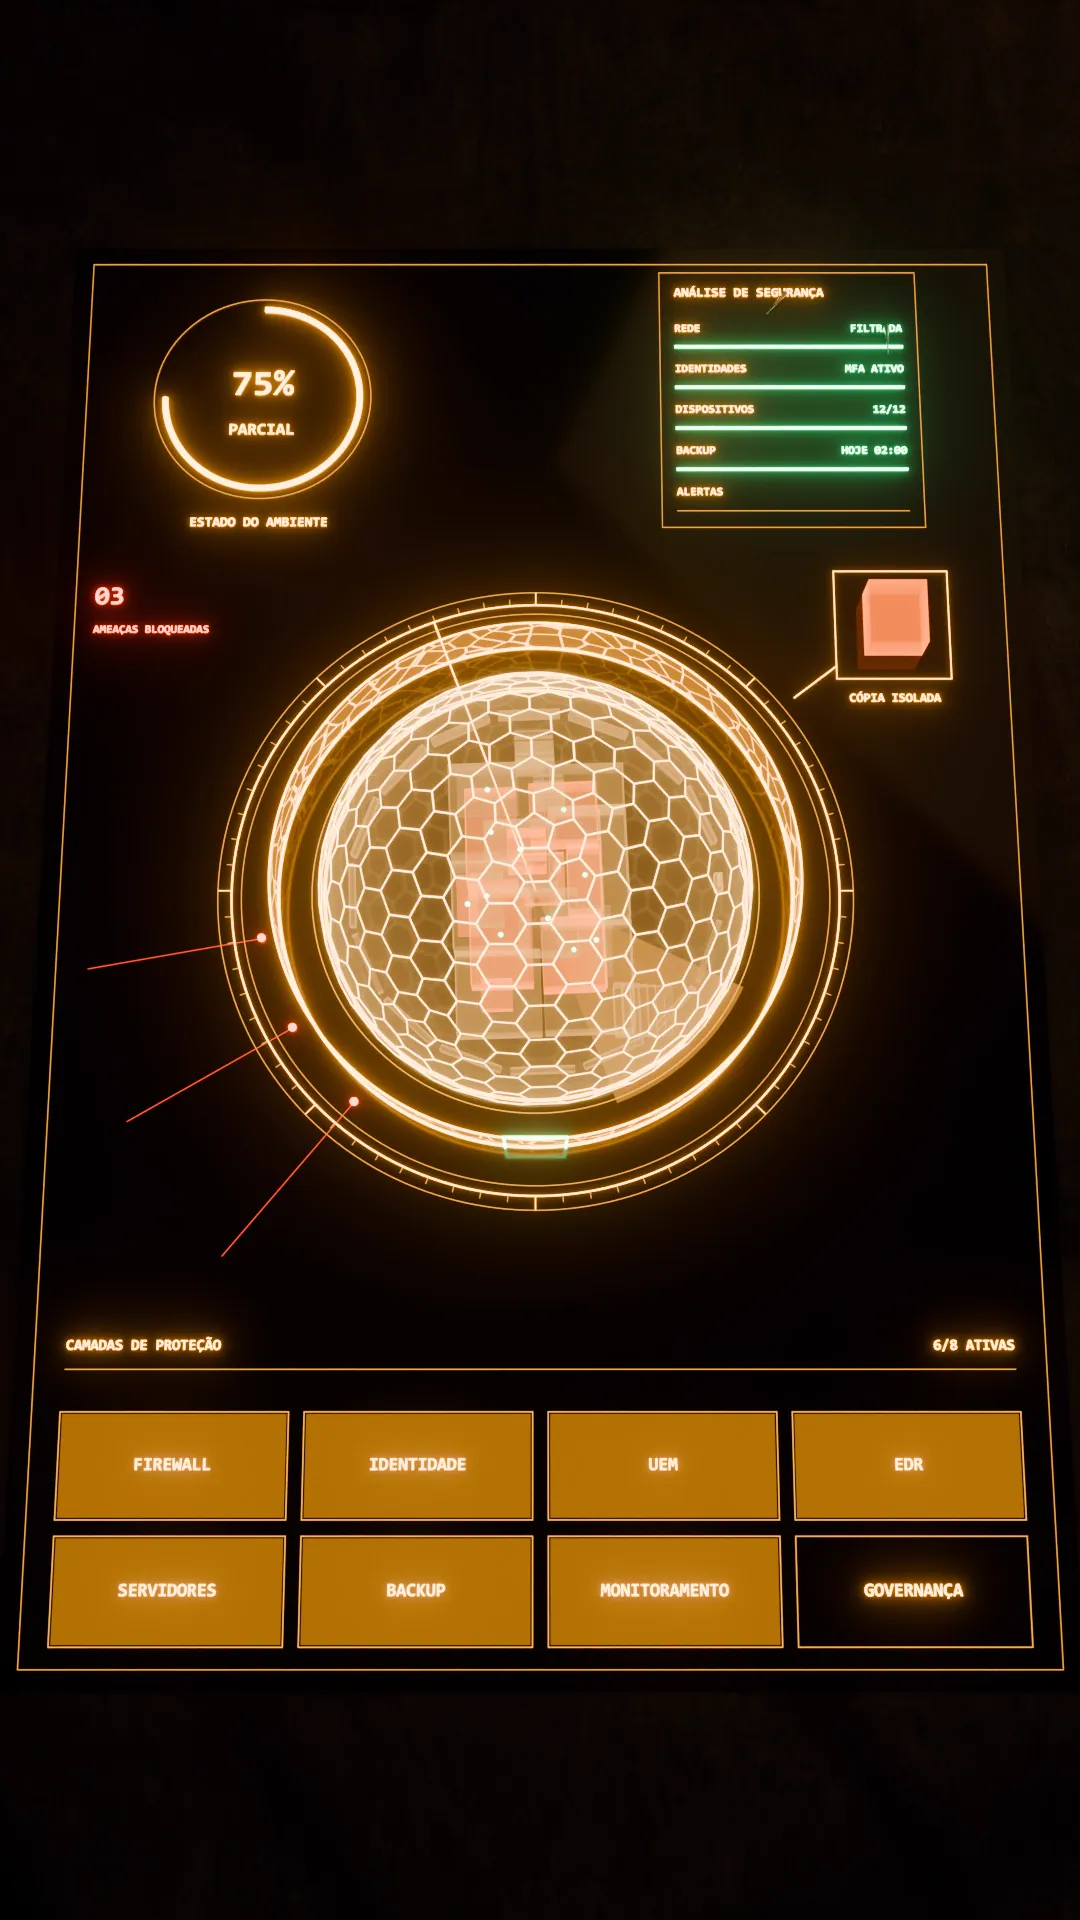 75%
PARCIAL
ESTADO DO AMBIENTE
ANÁLISE DE SEGURANÇA
REDE FILTRADA
IDENTIDADES MFA ATIVO
DISPOSITIVOS 12/12
BACKUP HOJE 02:00
ALERTAS
03
AMEAÇAS BLOQUEADAS
CÓPIA ISOLADA
CAMADAS DE PROTEÇÃO 6/8 ATIVAS
FIREWALL IDENTIDADE UEM EDR
SERVIDORES BACKUP MONITORAMENTO GOVERNANÇA